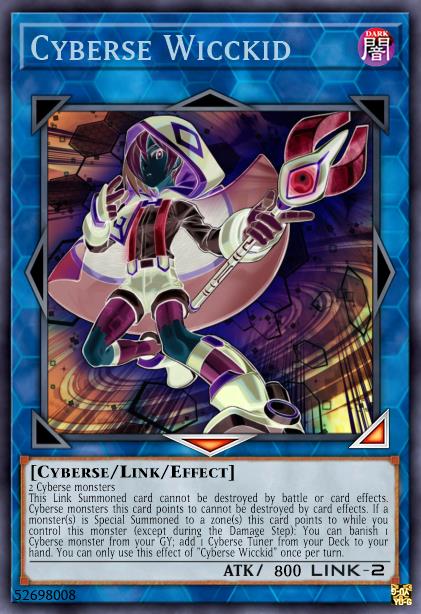 CYBERSE WICCKID
DARK
闇
[CYBERSE/LINK/EFFECT]
2 Cyberse monsters
This Link Summoned card cannot be destroyed by battle or card effects.
Cyberse monsters this card points to cannot be destroyed by card effects. If a
monster(s) is Special Summoned to a zone(s) this card points to while you
control this monster (except during the Damage Step): You can banish 1
Cyberse monster from your GY; add 1 Cyberse Tuner from your Deck to your
hand. You can only use this effect of "Cyberse Wicckid" once per turn.
ATK/ 800 LINK-2
52698008